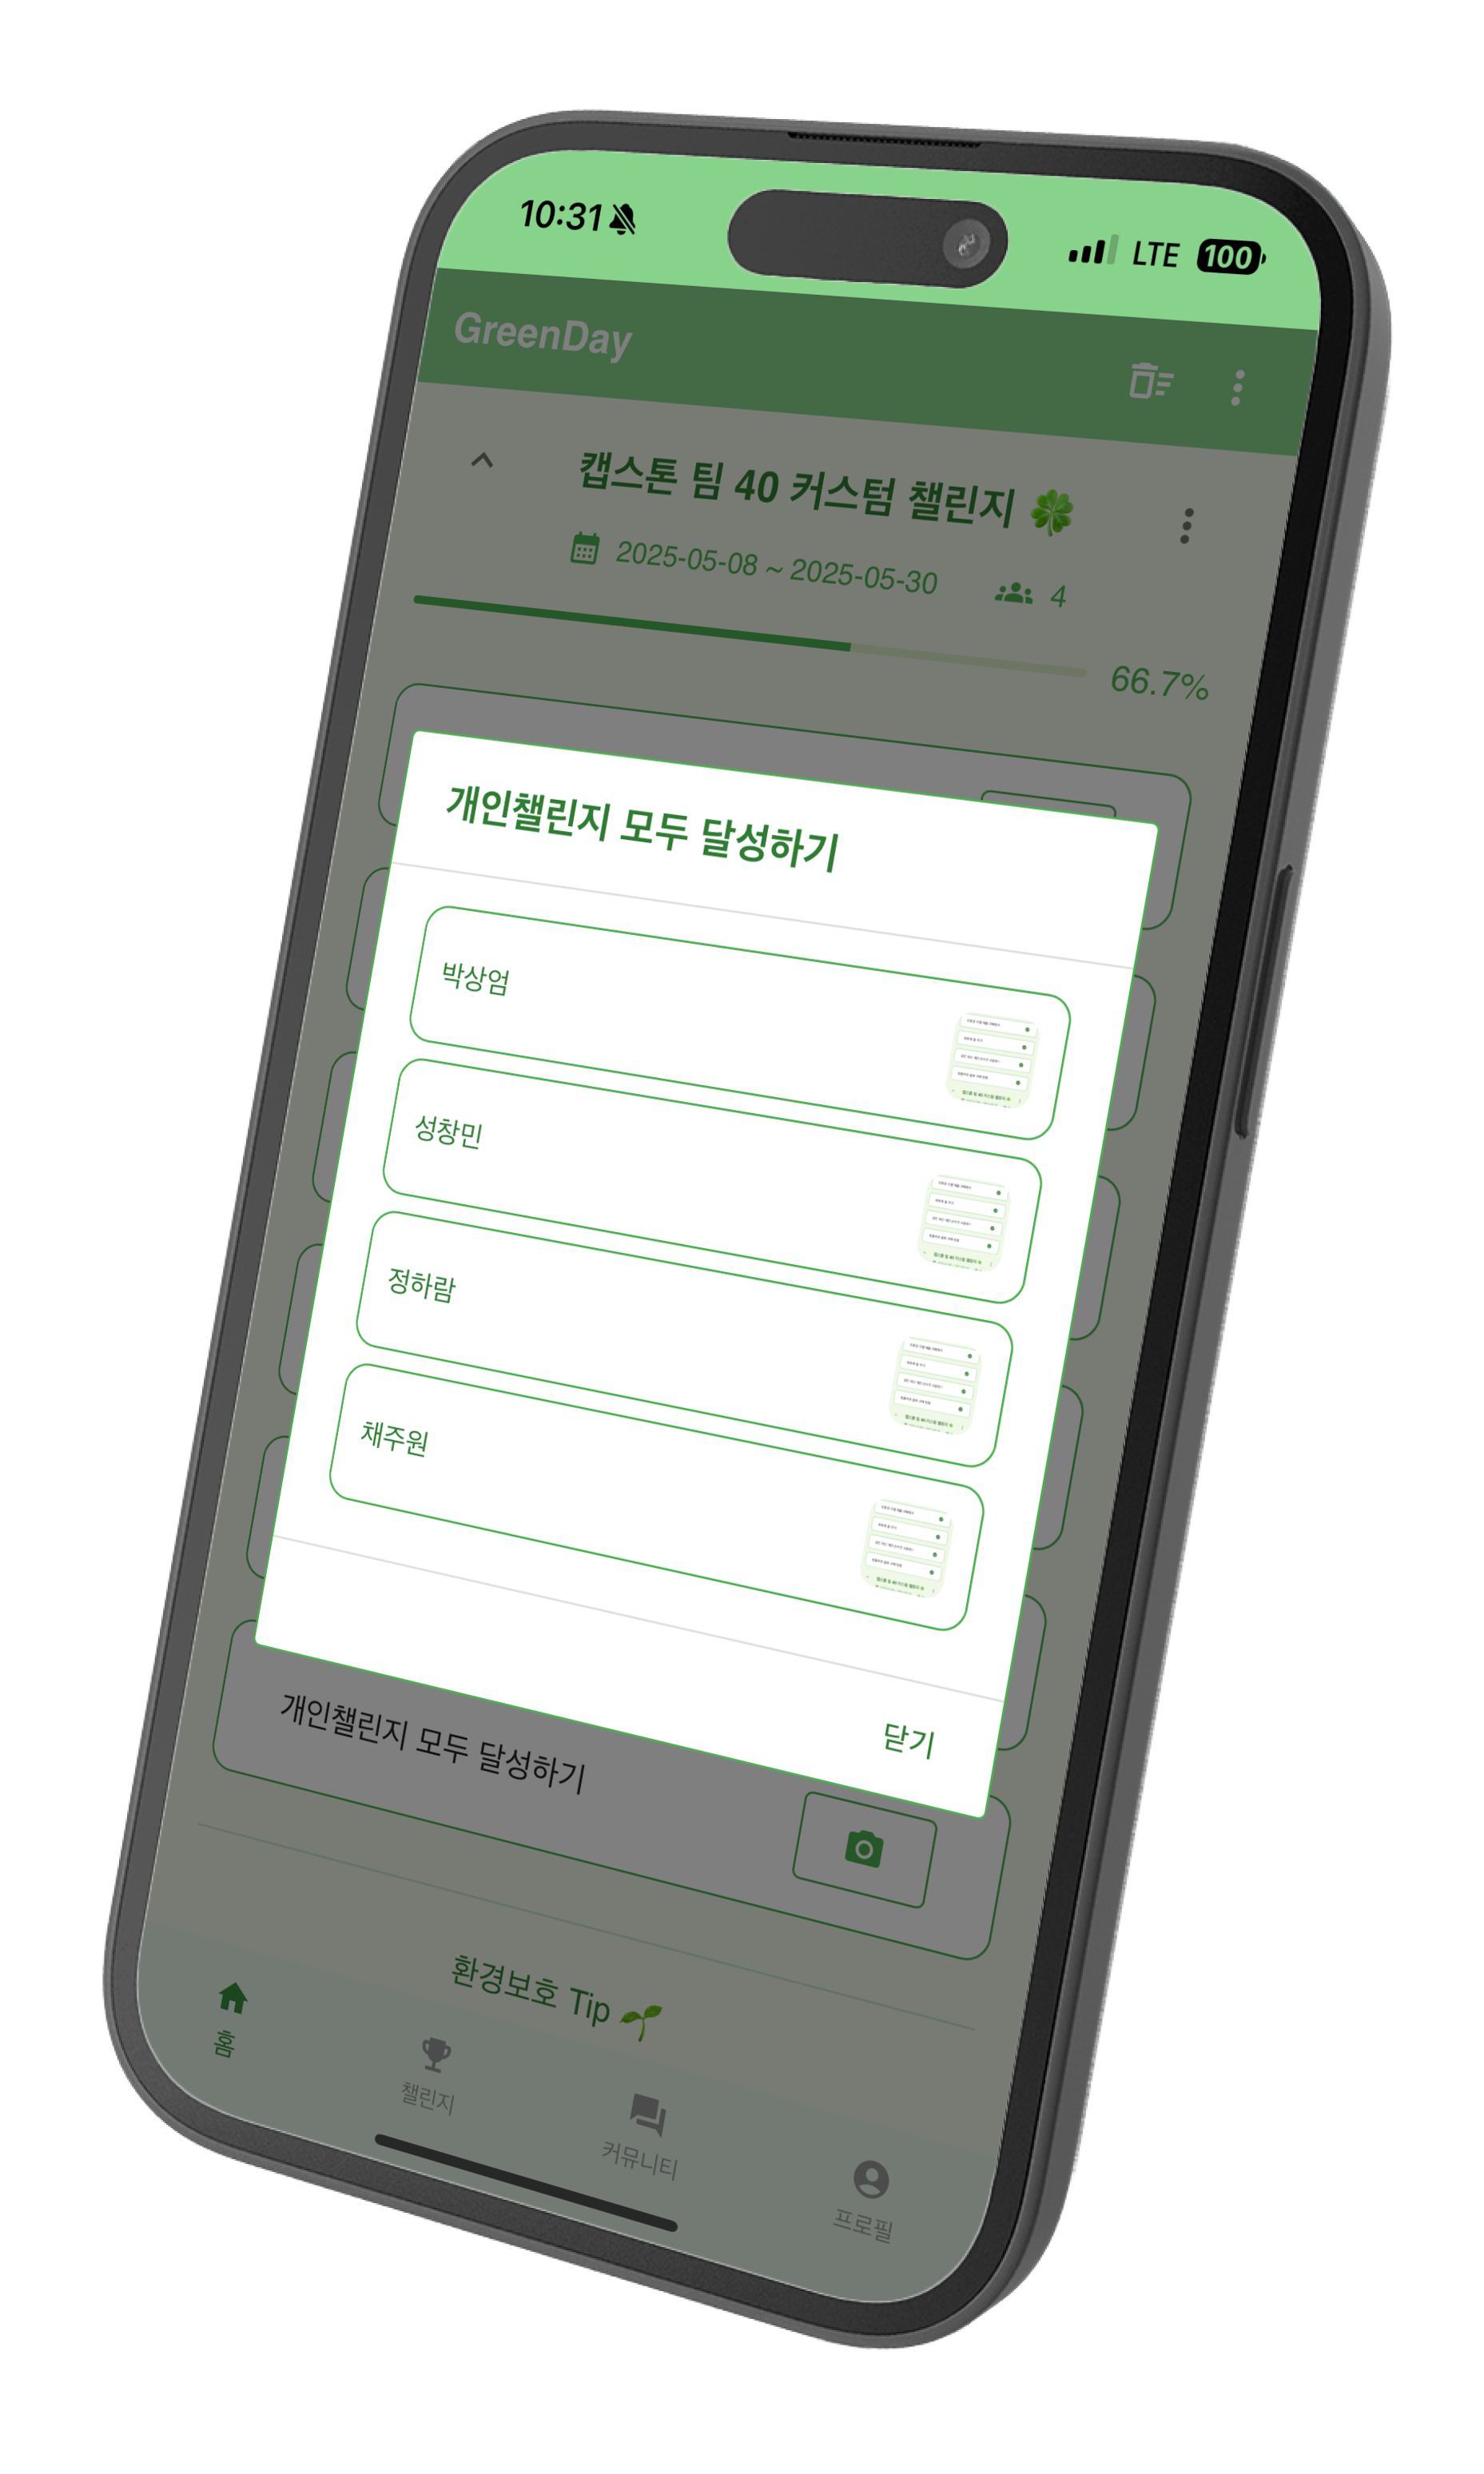 10:31
LTE 100
GreenDay
캡스톤 팀 40 커스텀 챌린지 🍀
2025-05-08 ~ 2025-05-30 4
66.7%
개인챌린지 모두 달성하기
박상엄
성창민
정하람
채주원
닫기
개인챌린지 모두 달성하기
환경보호 Tip 🌱
홈
챌린지
커뮤니티
프로필